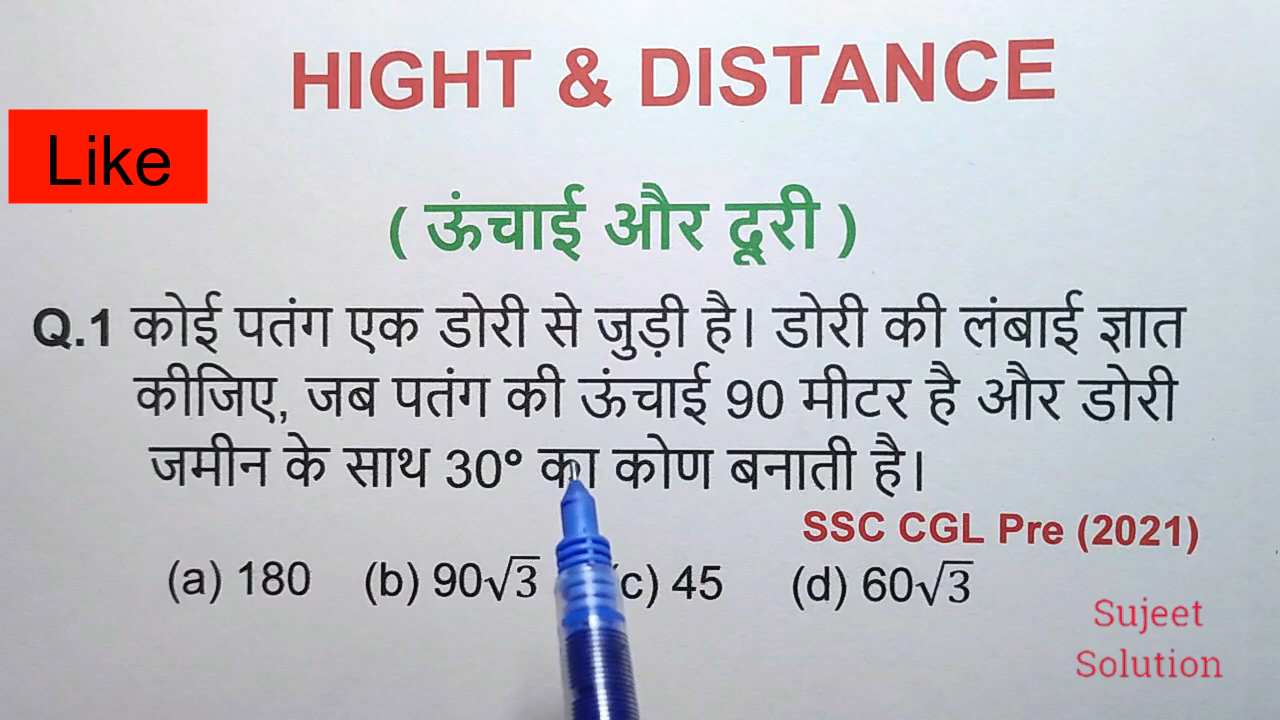 HIGHT & DISTANCE
Like
( ऊंचाई और दूरी )
Q.1 कोई पतंग एक डोरी से जुड़ी है। डोरी की लंबाई ज्ञात
कीजिए, जब पतंग की ऊंचाई 90 मीटर है और डोरी
जमीन के साथ 30° का कोण बनाती है।
SSC CGL Pre (2021)
(a) 180 (b) 90√3 (c) 45 (d) 60√3
Sujeet
Solution